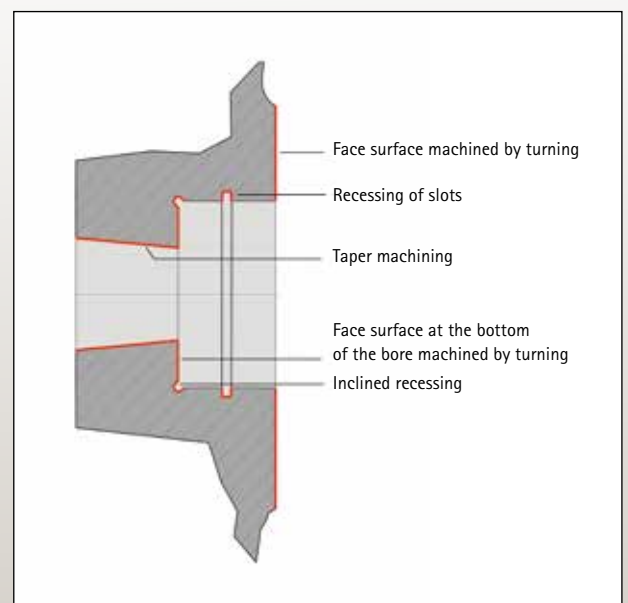 Face surface machined by turning
Recessing of slots
Taper machining
Face surface at the bottom
of the bore machined by turning
Inclined recessing